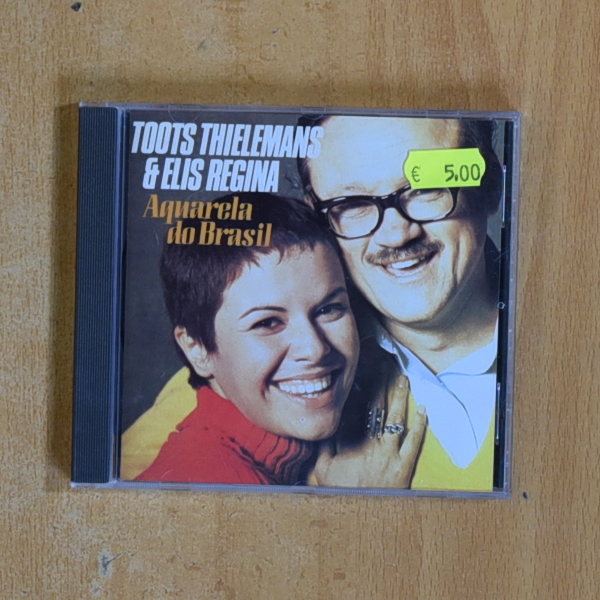 TOOTS THIELEMANS
& ELIS REGINA
Aquarela
do Brasil
€ 5,00